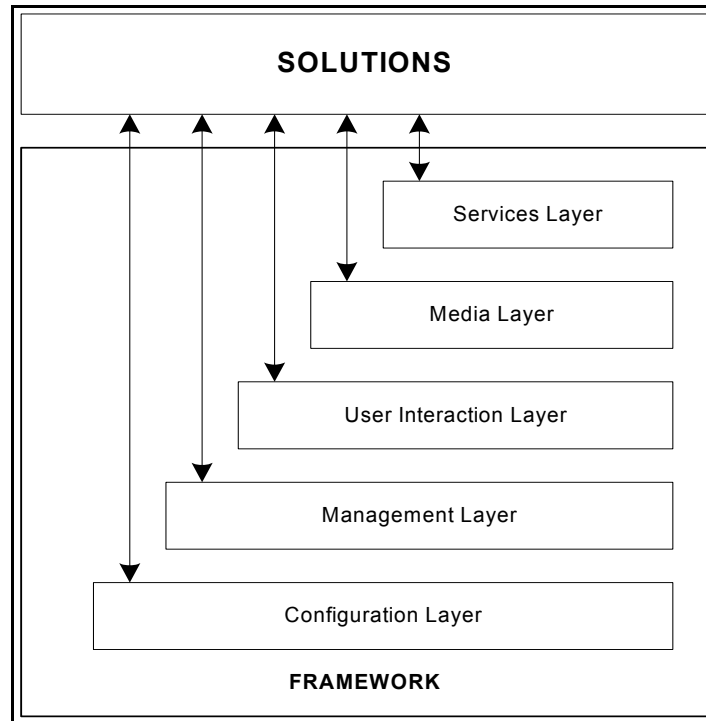 SOLUTIONS
Services Layer
Media Layer
User Interaction Layer
Management Layer
Configuration Layer
FRAMEWORK